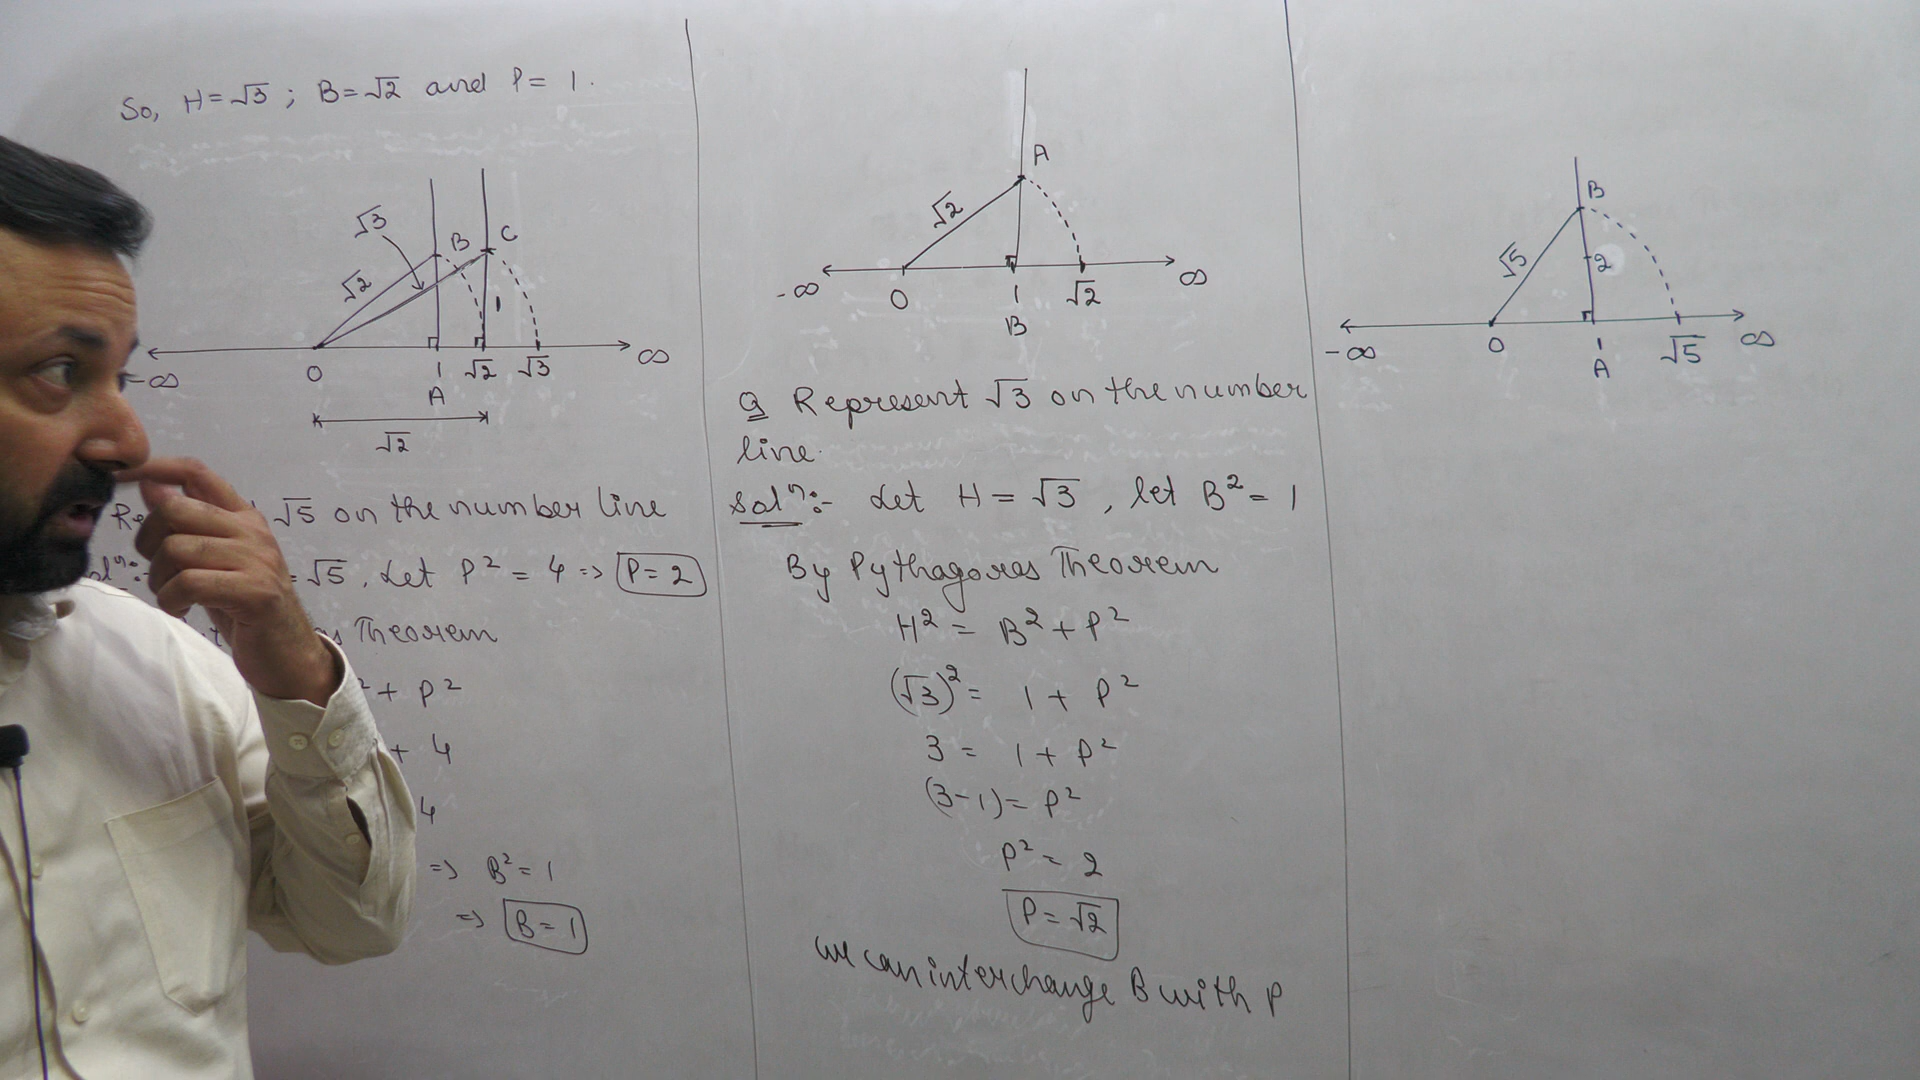 So, H = √3 ; B = √2 and P = 1 .
√3
B C
√2
1
-∞ 0 1 √2 √3 ∞
A
√2
√5 on the number line
= √5 , Let P² = 4 => P = 2
Theorem
² + P²
+ 4
4
=> B² = 1
=> B = 1
A
√2
-∞ 0 1 √2 ∞
B
Q Represent √3 on the number
line.
Solⁿ:- Let H = √3 , let B² = 1
By Pythagoras Theorem
H² = B² + P²
(√3)² = 1 + P²
3 = 1 + P²
(3-1) = P²
P² = 2
P = √2
we can interchange B with P
B
√5
2
-∞ 0 1 √5 ∞
A